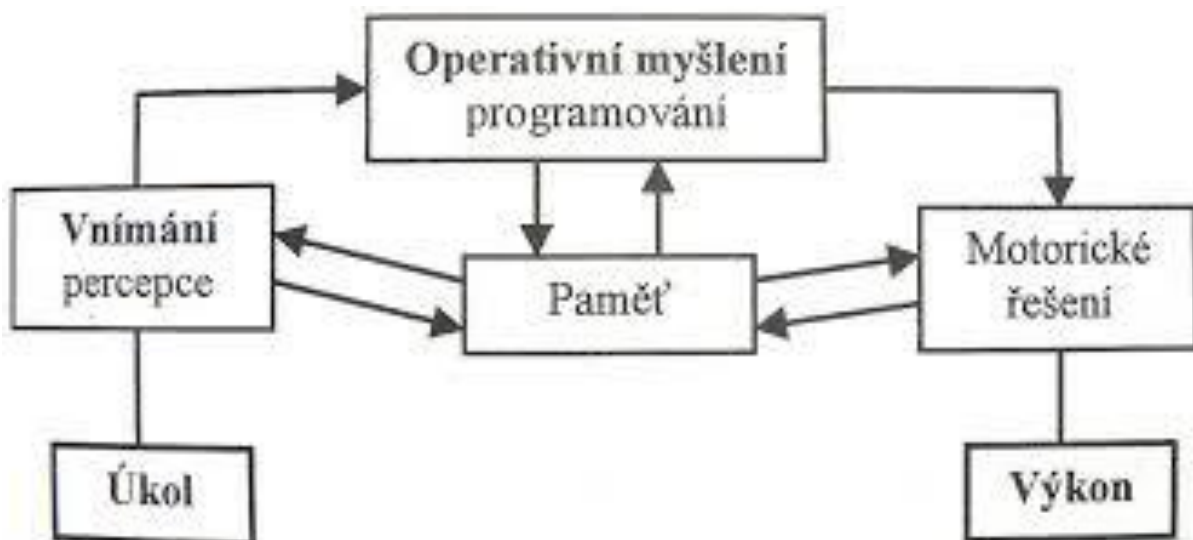 Operativní myšlení
programování
Vnímání
percepce
Paměť
Motorické
řešení
Úkol
Výkon